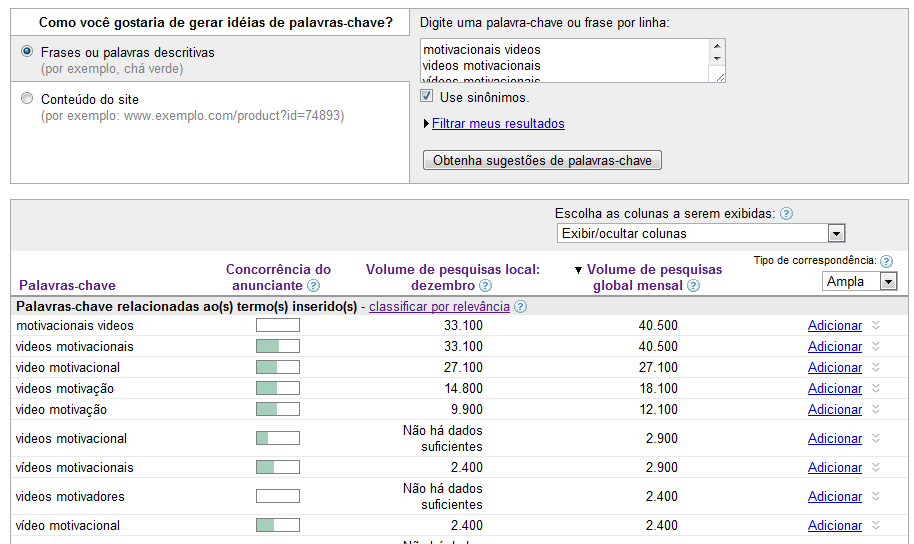 Como você gostaria de gerar idéias de palavras-chave?
Frases ou palavras descritivas
(por exemplo, chá verde)
Conteúdo do site
(por exemplo: www.exemplo.com/product?id=74893)
Digite uma palavra-chave ou frase por linha:
motivacionais videos
videos motivacionais
vídeos motivacionais
Use sinônimos.
Filtrar meus resultados
Obtenha sugestões de palavras-chave
Escolha as colunas a serem exibidas: ?
Exibir/ocultar colunas
Palavras-chave
Concorrência do
anunciante ?
Volume de pesquisas local:
dezembro ?
Volume de pesquisas
global mensal ?
Tipo de correspondência: ?
Ampla
Palavras-chave relacionadas ao(s) termo(s) inserido(s) - classificar por relevância ?
motivacionais videos 33.100 40.500 Adicionar
videos motivacionais 33.100 40.500 Adicionar
video motivacional 27.100 27.100 Adicionar
videos motivação 14.800 18.100 Adicionar
video motivação 9.900 12.100 Adicionar
videos motivacional Não há dados suficientes 2.900 Adicionar
vídeos motivacionais 2.400 2.900 Adicionar
videos motivadores Não há dados suficientes 2.400 Adicionar
vídeo motivacional 2.400 2.400 Adicionar